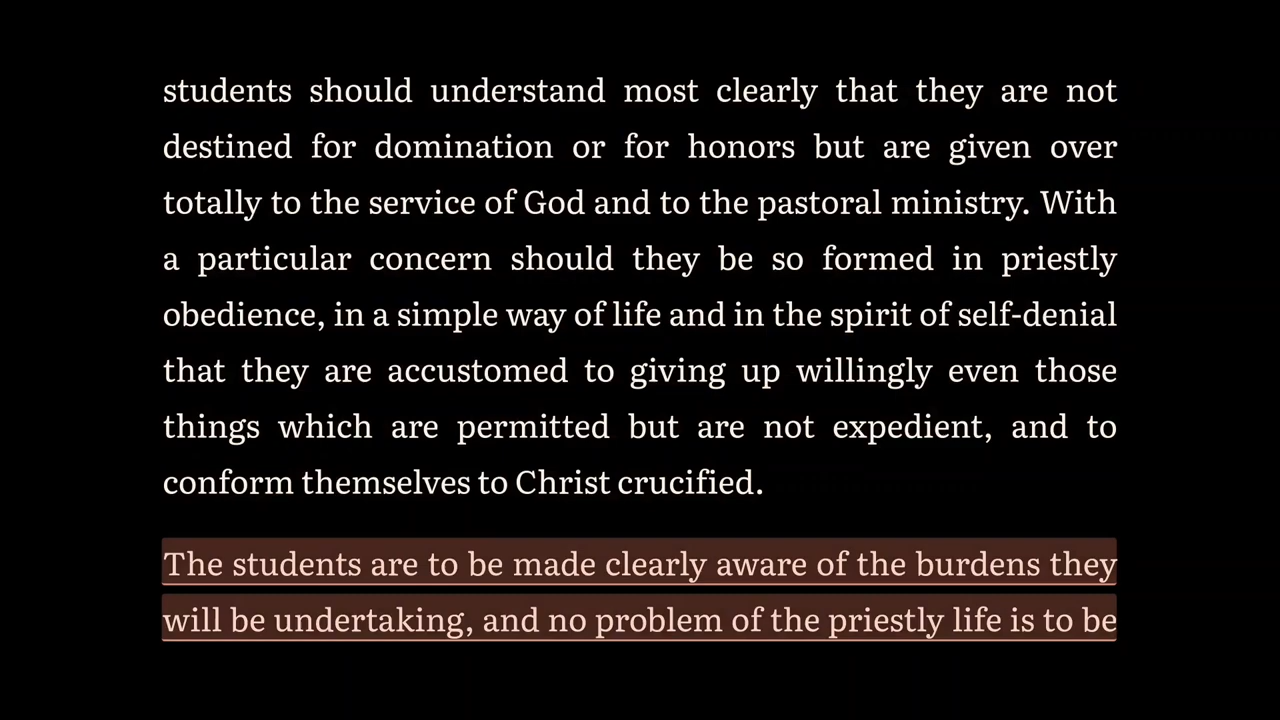 students should understand most clearly that they are not
destined for domination or for honors but are given over
totally to the service of God and to the pastoral ministry. With
a particular concern should they be so formed in priestly
obedience, in a simple way of life and in the spirit of self-denial
that they are accustomed to giving up willingly even those
things which are permitted but are not expedient, and to
conform themselves to Christ crucified.
The students are to be made clearly aware of the burdens they
will be undertaking, and no problem of the priestly life is to be